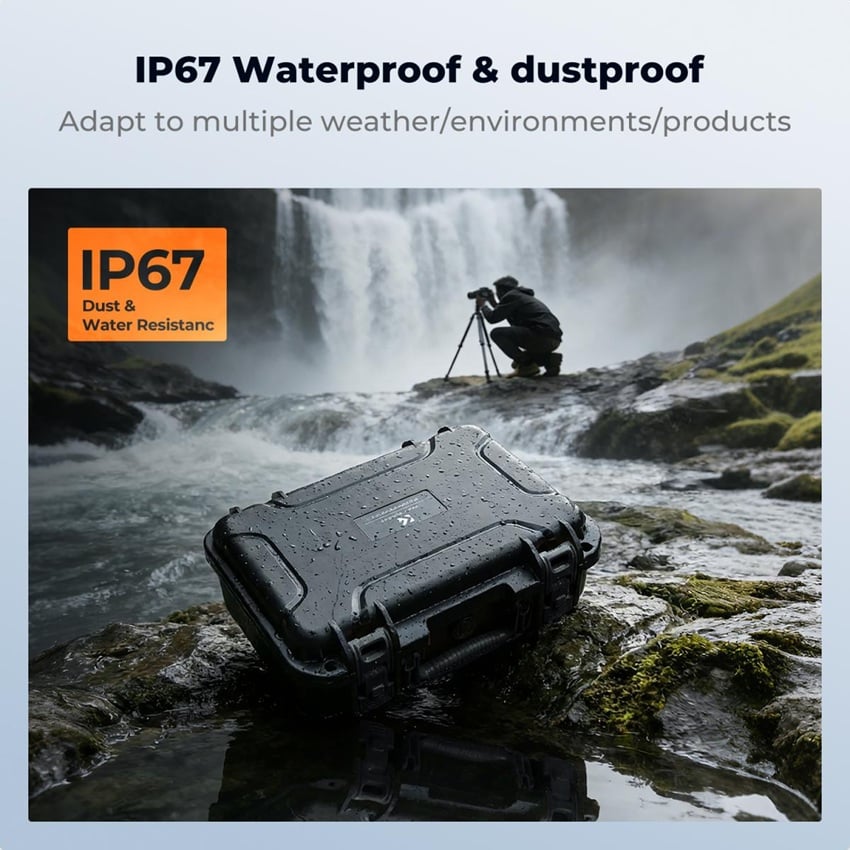 IP67 Waterproof & dustproof
Adapt to multiple weather/environments/products
IP67
Dust &
Water Resistanc